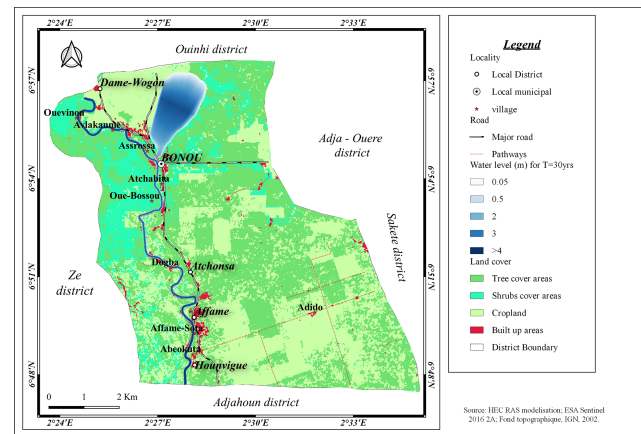 2°24'E 2°27'E 2°30'E 2°33'E
Ouinhi district
6°57'N
6°57'N
Dame-Wogon
Ouevinou
Avlakanme
Assrossa
Adja - Ouere
district
BONOU
Atchabita
6°54'N
6°54'N
Oue-Bossou
Sakete district
Ze
district
Dogba
Atchonsa
6°51'N
6°51'N
Adido
Affame
Affame-Sota
Abeokuta
Hounvigue
6°48'N
6°48'N
0 1 2 Km
Adjahoun district
2°24'E 2°27'E 2°30'E 2°33'E
Legend
Locality
Local District
Local municipal
village
Road
Major road
Pathways
Water level (m) for T=30yrs
0.05
0.5
2
3
>4
Land cover
Tree cover areas
Shrubs cover areas
Cropland
Built up areas
District Boundary
Source: HEC RAS modelisation; ESA Sentinel
2016 2A; Fond topographique, IGN, 2002.